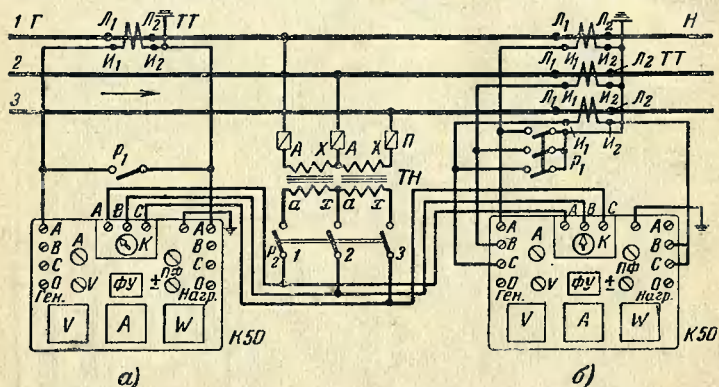 1 Г Л₁ Л₂ ТТ Л₁ Л₂ Н
И₁ И₂ И₁ И₂
2 Л₁ Л₂ ТТ
И₁ И₂
3 Л₁ Л₂
А Х А Х П И₁ И₂
Р₁ ТН Р₁
а х а х
А В С А В С
А А К А Р₂ 1 2 3 А А К А
В В В В
С ПФ С С ПФ С
О V ФУ ± О О V ФУ ± О
Ген. Нагр. Ген. Нагр.
V А W К50 V А W К50
а) б)